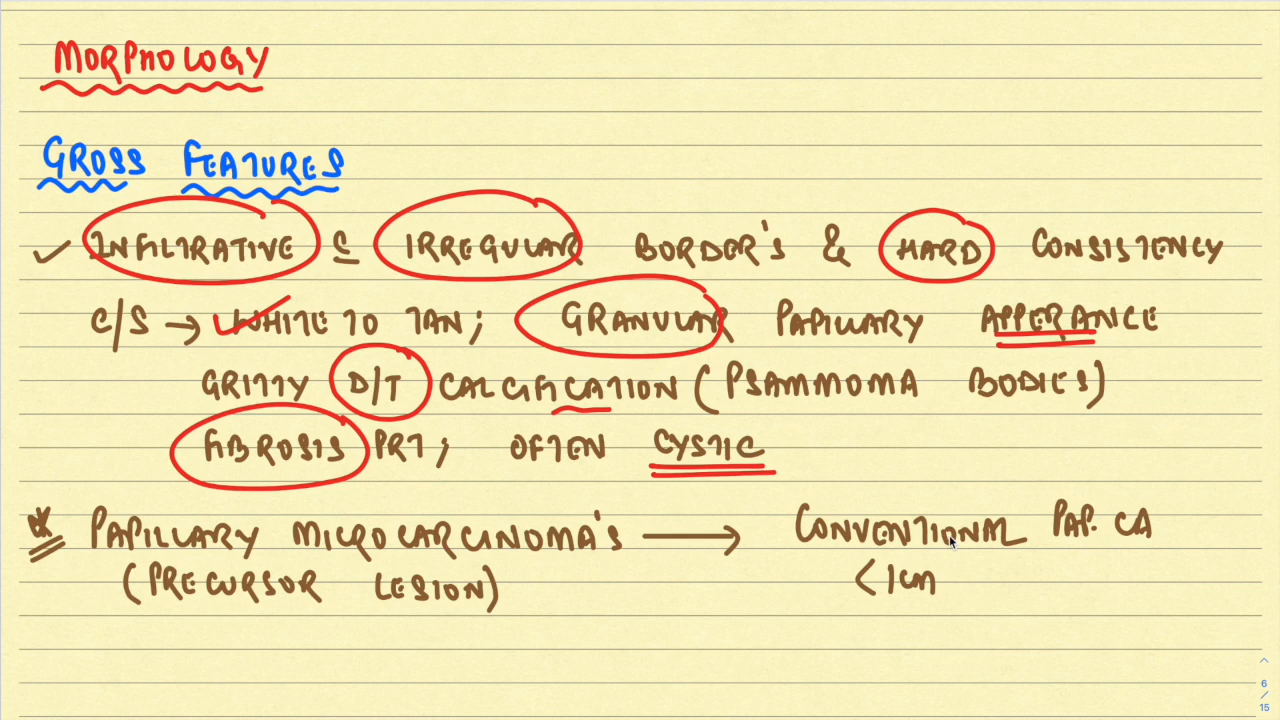 MORPHOLOGY
GROSS FEATURES
✓ INFILTRATIVE c̄ IRREGULAR BORDER'S & HARD CONSISTENCY
C/S → WHITE TO TAN; GRANULAR PAPILLARY APPERANCE
GRITTY D/T CALCIFICATION (PSAMMOMA BODIES)
FIBROSIS PRT; OFTEN CYSTIC
* PAPILLARY MICROCARCINOMA'S → CONVENTIONAL PAP. CA
(PRECURSOR LESION) <1cm
6
/
15